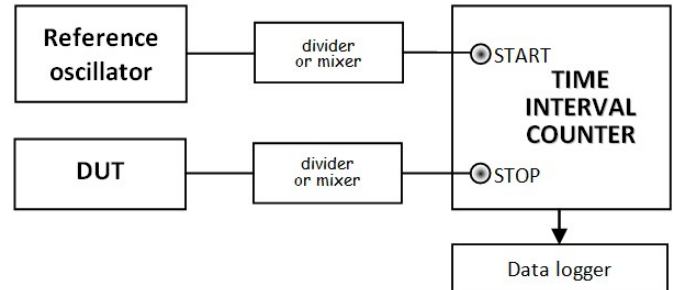 Reference
oscillator
divider
or mixer
START
TIME
INTERVAL
COUNTER
DUT
divider
or mixer
STOP
Data logger